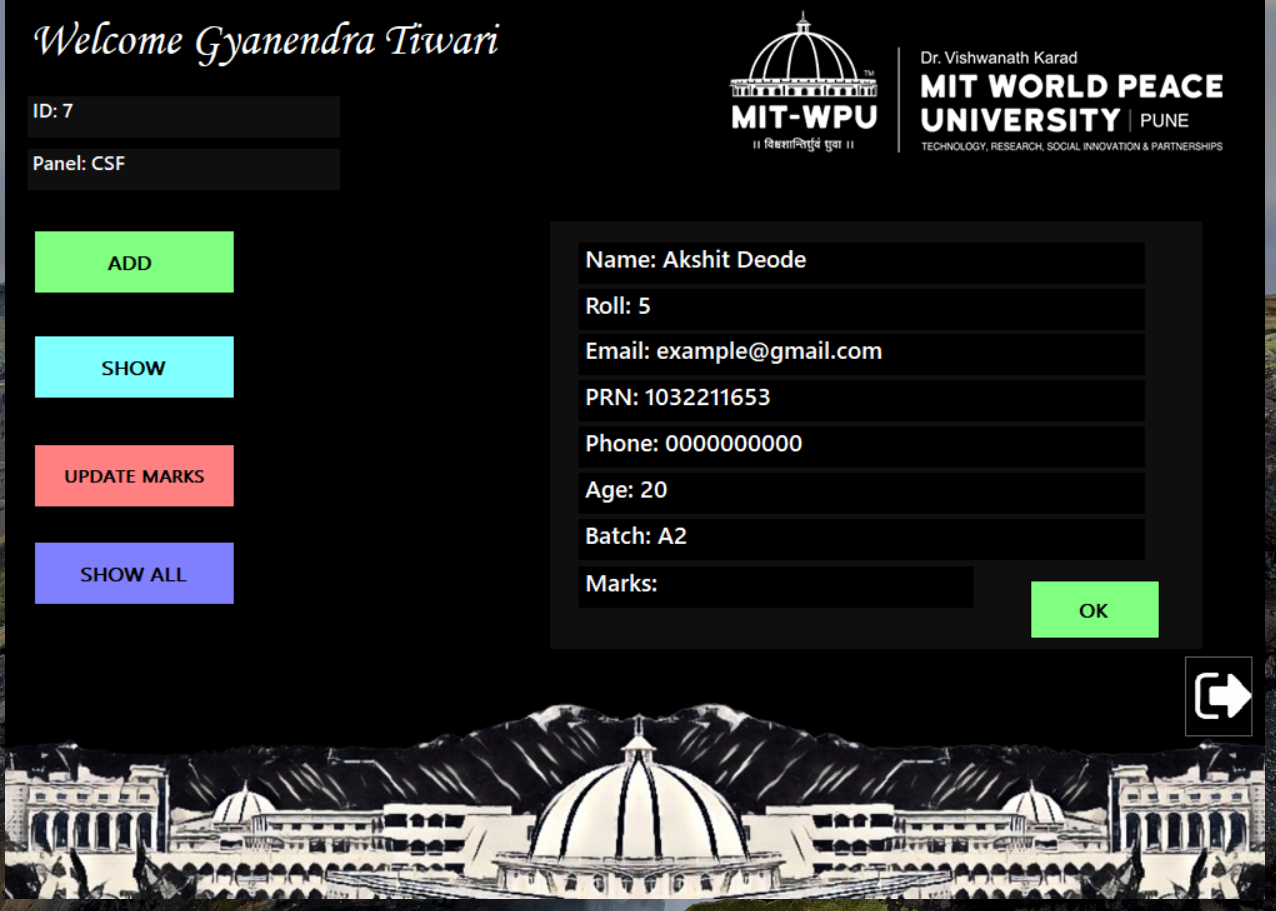 Welcome Gyanendra Tiwari
ID: 7
Panel: CSF
TM
MIT-WPU
॥ विश्वशान्तिर्ध्रुवं ध्रुवा ॥
Dr. Vishwanath Karad
MIT WORLD PEACE
UNIVERSITY | PUNE
TECHNOLOGY, RESEARCH, SOCIAL INNOVATION & PARTNERSHIPS
ADD
SHOW
UPDATE MARKS
SHOW ALL
Name: Akshit Deode
Roll: 5
Email: example@gmail.com
PRN: 1032211653
Phone: 0000000000
Age: 20
Batch: A2
Marks:
OK